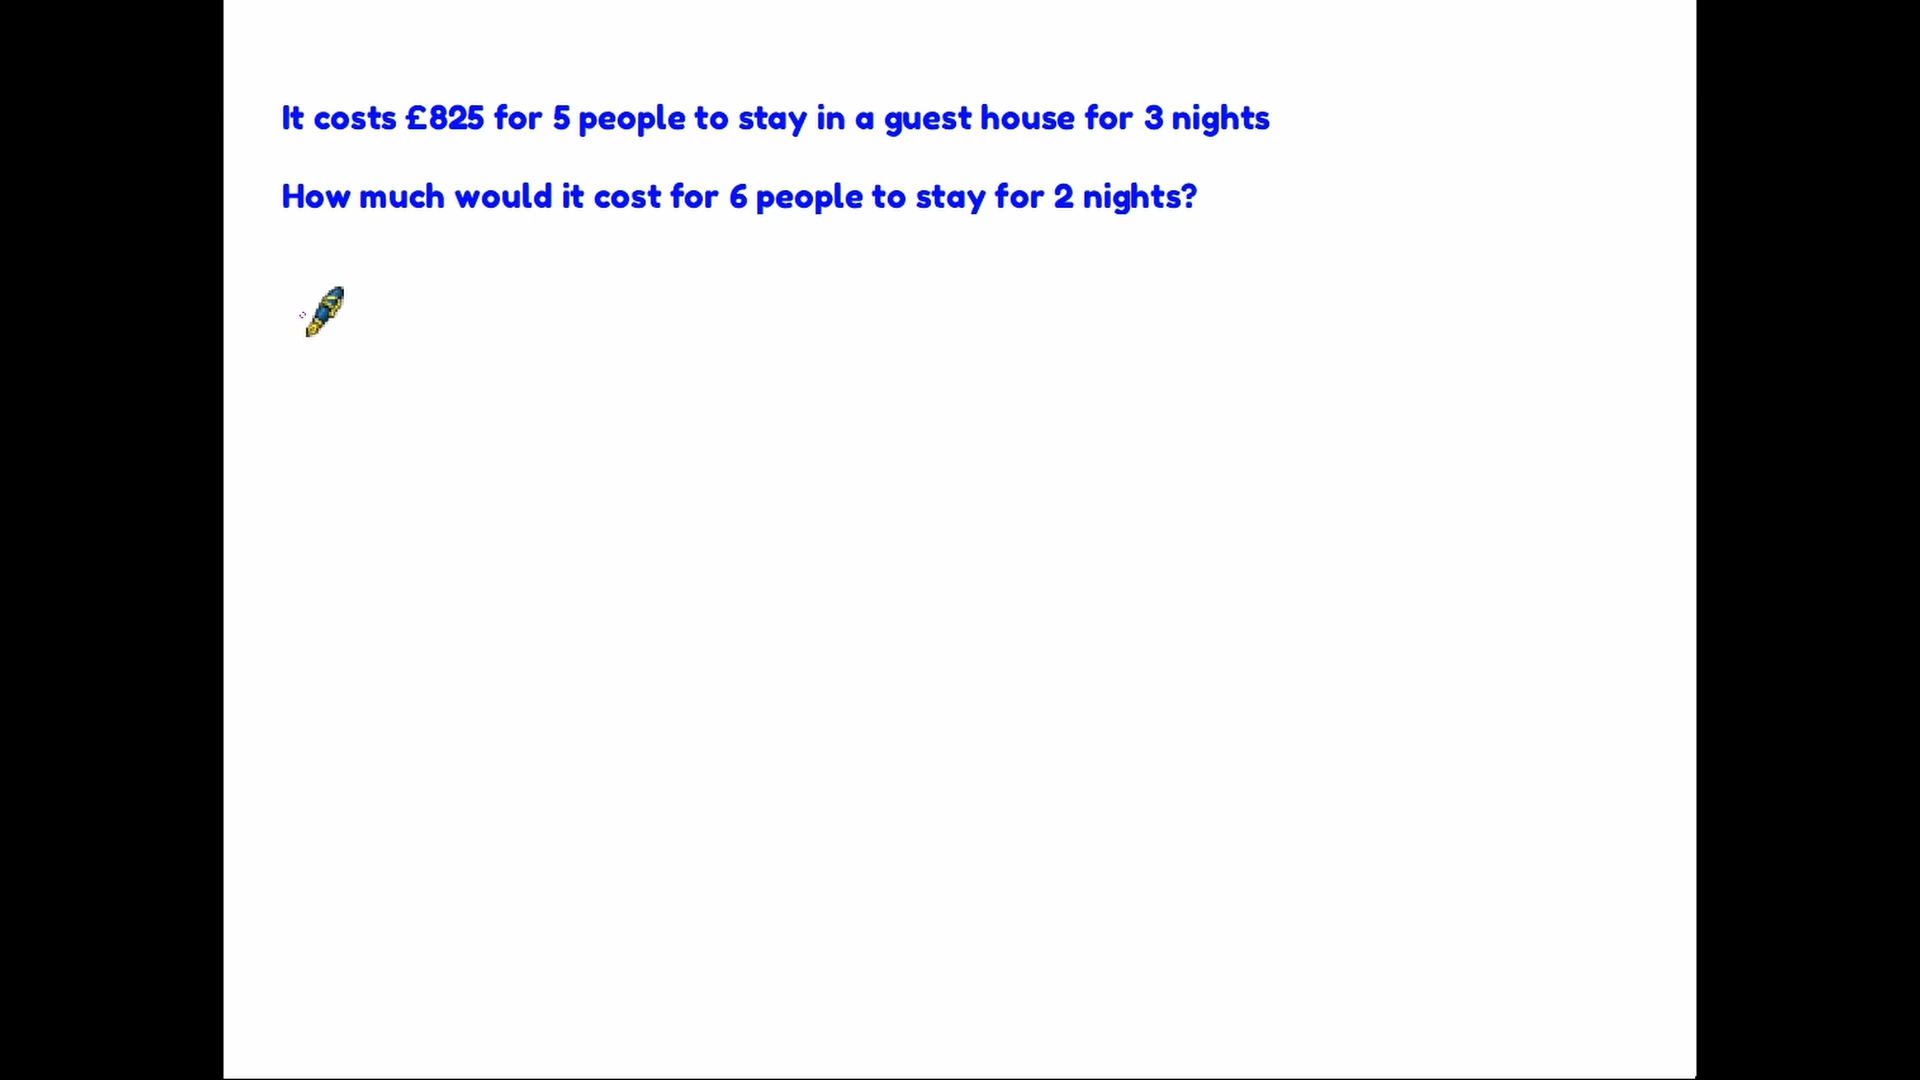 It costs £825 for 5 people to stay in a guest house for 3 nights
How much would it cost for 6 people to stay for 2 nights?